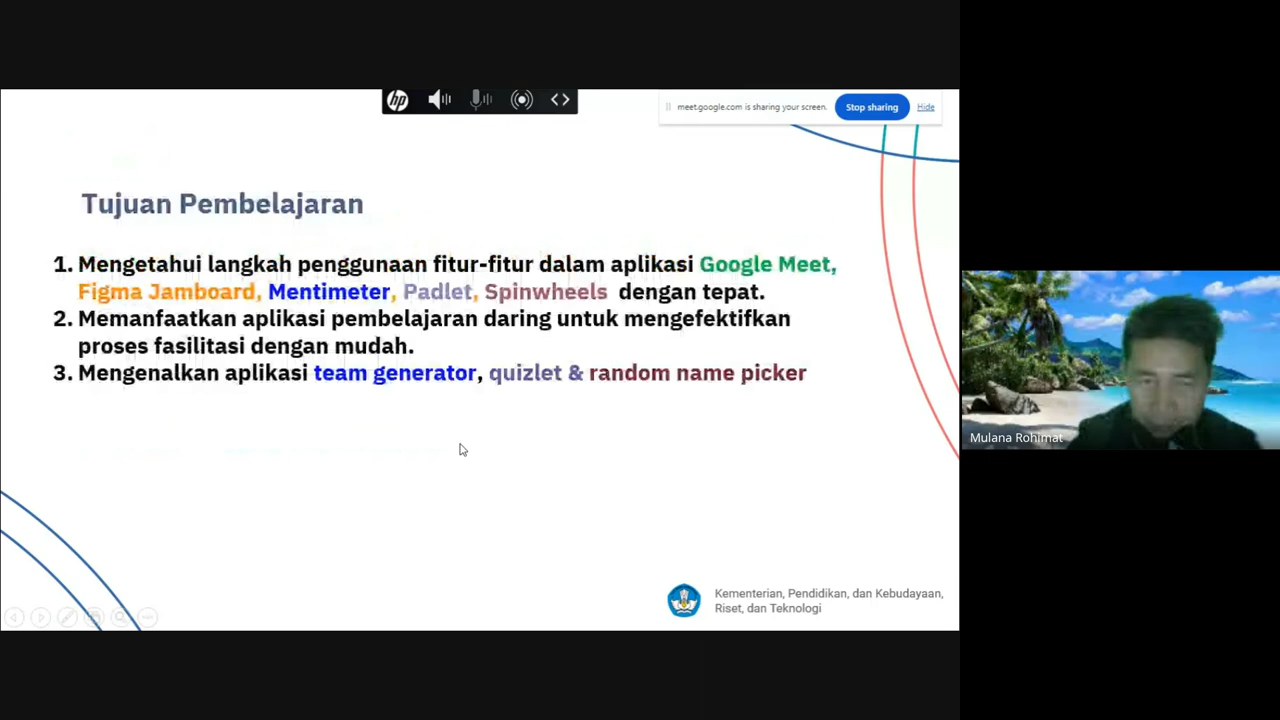 hp
meet.google.com is sharing your screen.
Stop sharing
Hide
Tujuan Pembelajaran
1. Mengetahui langkah penggunaan fitur-fitur dalam aplikasi Google Meet,
Figma Jamboard, Mentimeter, Padlet, Spinwheels dengan tepat.
2. Memanfaatkan aplikasi pembelajaran daring untuk mengefektifkan
proses fasilitasi dengan mudah.
3. Mengenalkan aplikasi team generator, quizlet & random name picker
Mulana Rohimat
Kementerian, Pendidikan, dan Kebudayaan,
Riset, dan Teknologi